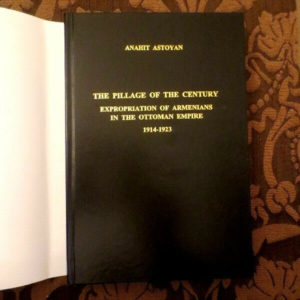 ANAHIT ASTOYAN
THE PILLAGE OF THE CENTURY
EXPROPRIATION OF ARMENIANS
IN THE OTTOMAN EMPIRE
1914-1923